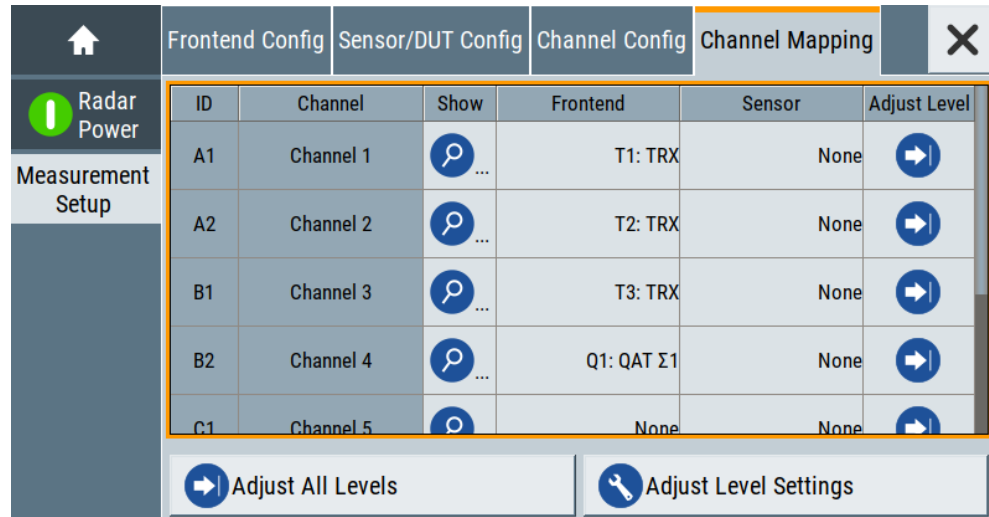 Frontend Config Sensor/DUT Config Channel Config Channel Mapping
Radar
Power
Measurement
Setup
ID Channel Show Frontend Sensor Adjust Level
A1 Channel 1 ... T1: TRX None
A2 Channel 2 ... T2: TRX None
B1 Channel 3 ... T3: TRX None
B2 Channel 4 ... Q1: QAT Σ1 None
C1 Channel 5 None None
Adjust All Levels Adjust Level Settings